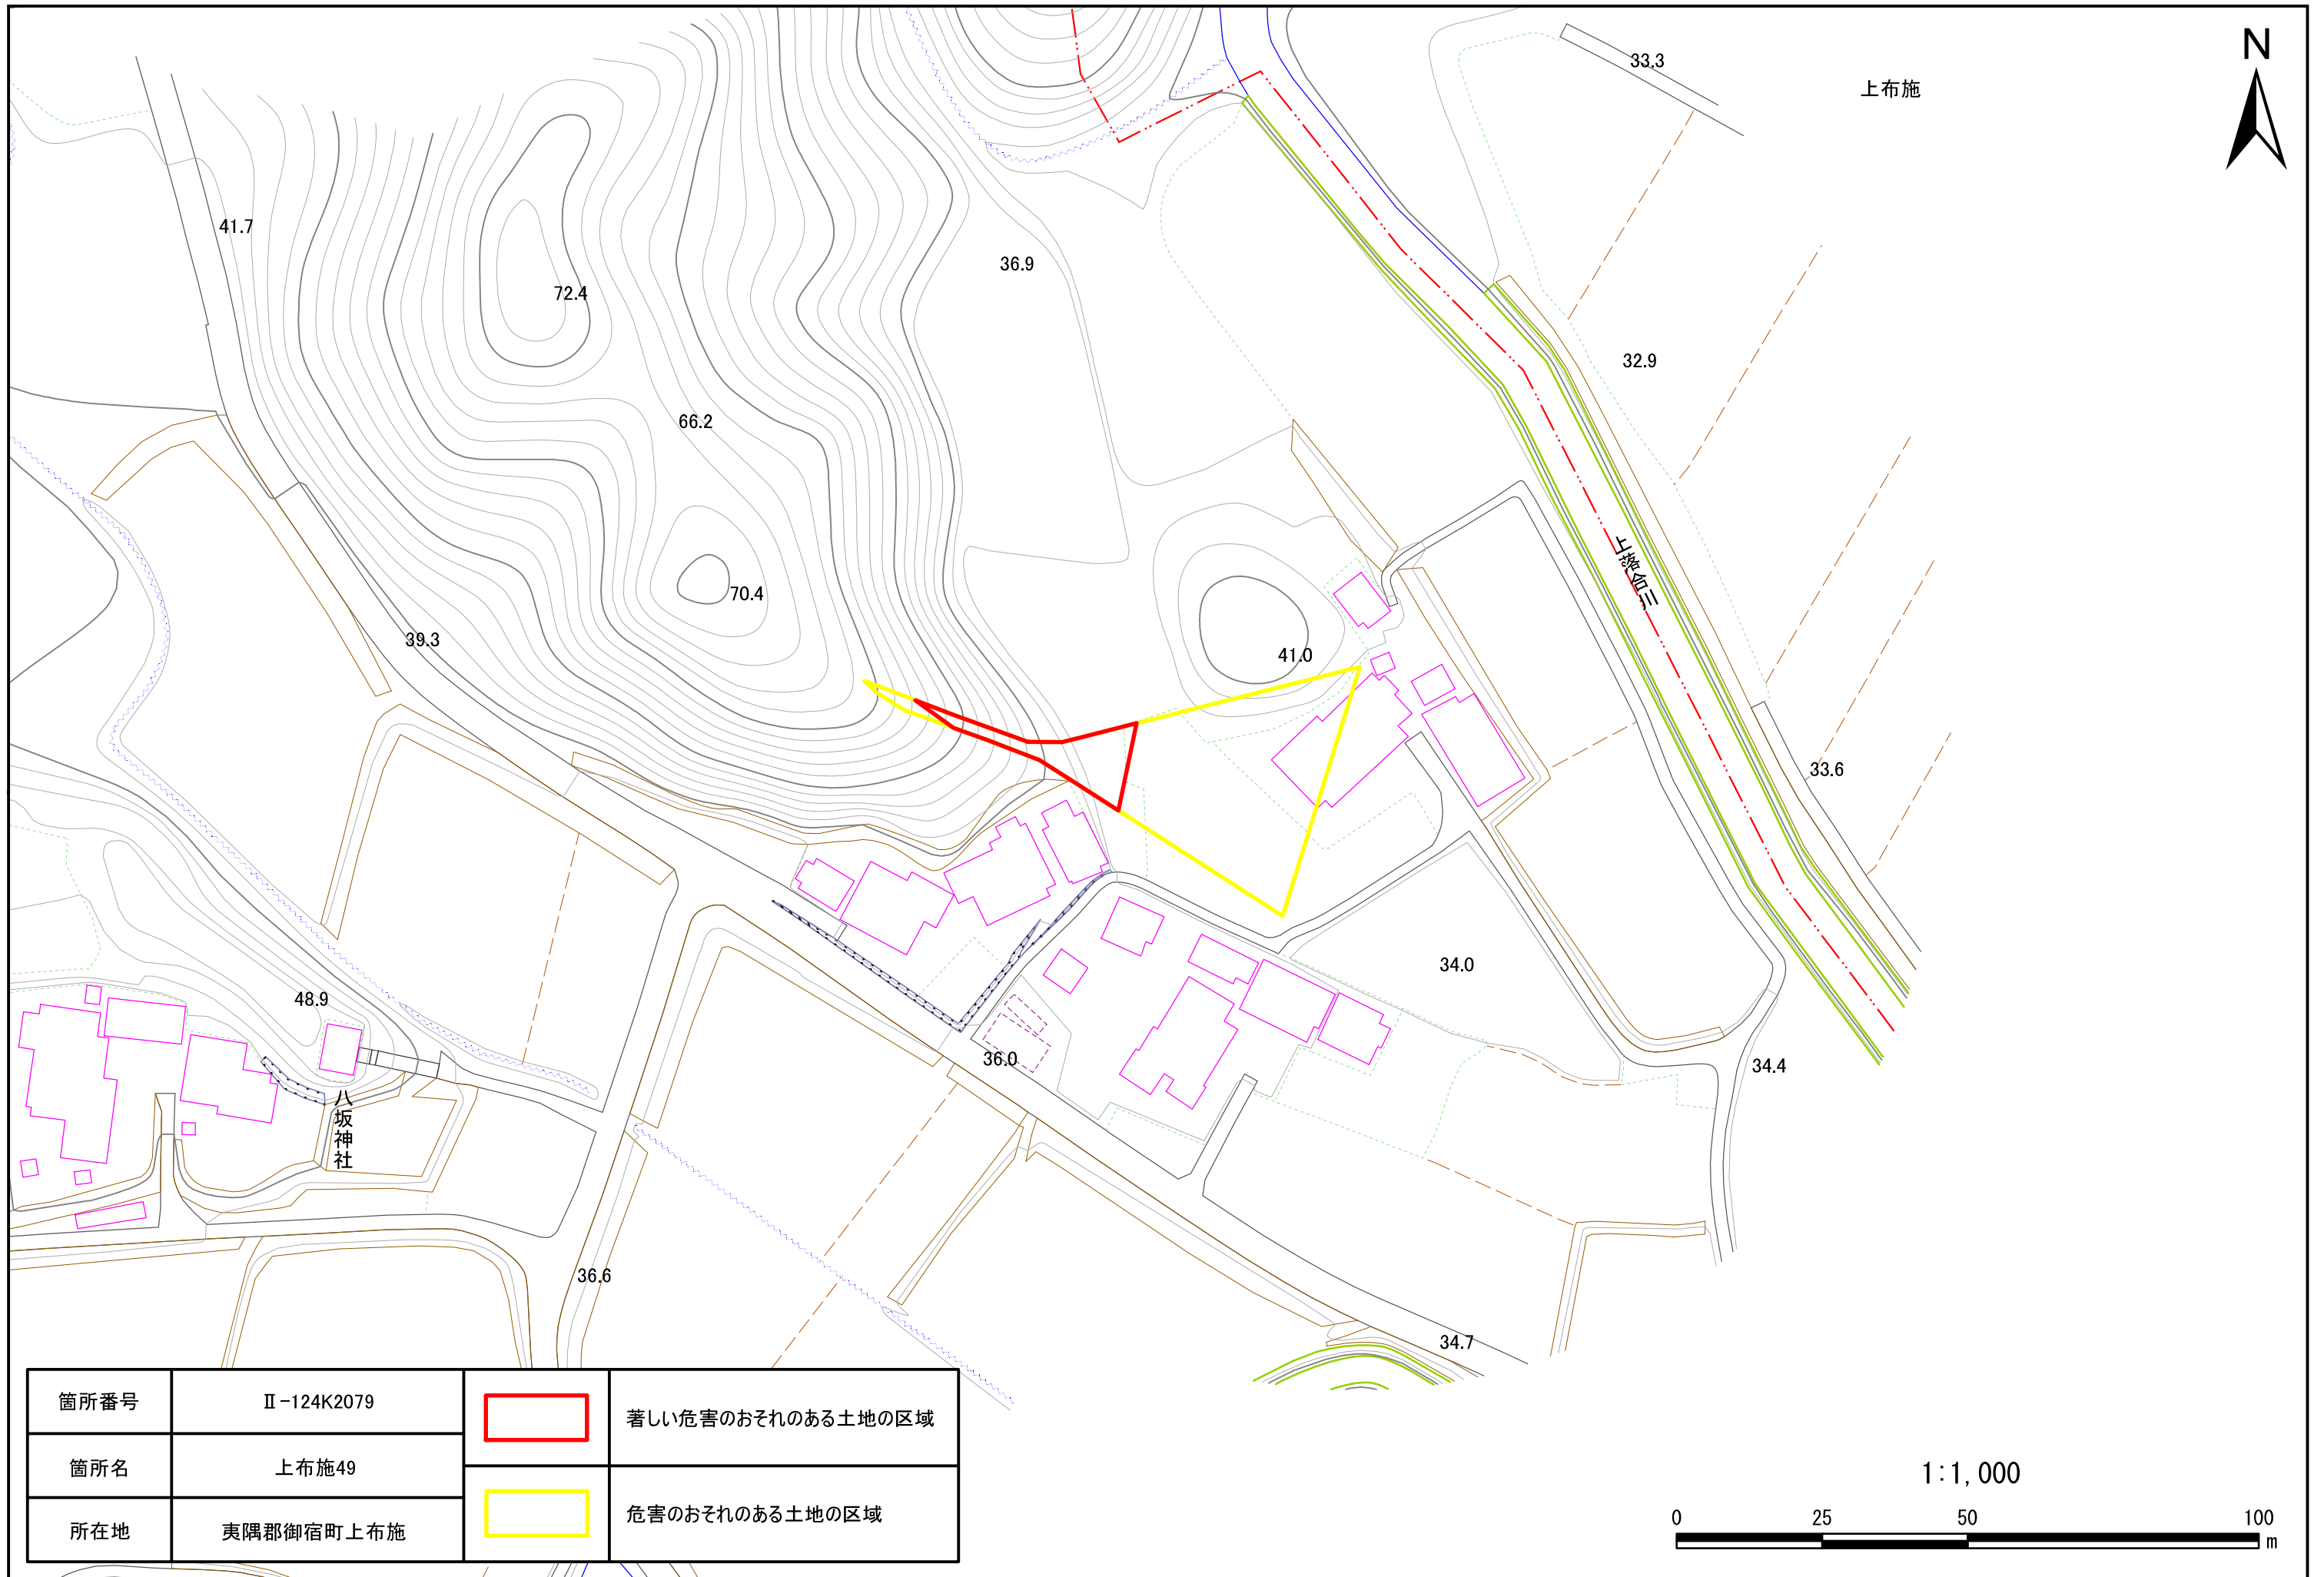 N
33.3
上布施
41.7
36.9
72.4
32.9
66.2
70.4
39.3
41.0
33.6
34.0
48.9
36.0
34.4
八坂神社
36.6
34.7
箇所番号 Ⅱ-124K2079
箇所名 上布施49
所在地 夷隅郡御宿町上布施
著しい危害のおそれのある土地の区域
危害のおそれのある土地の区域
1:1,000
0 25 50 100
m